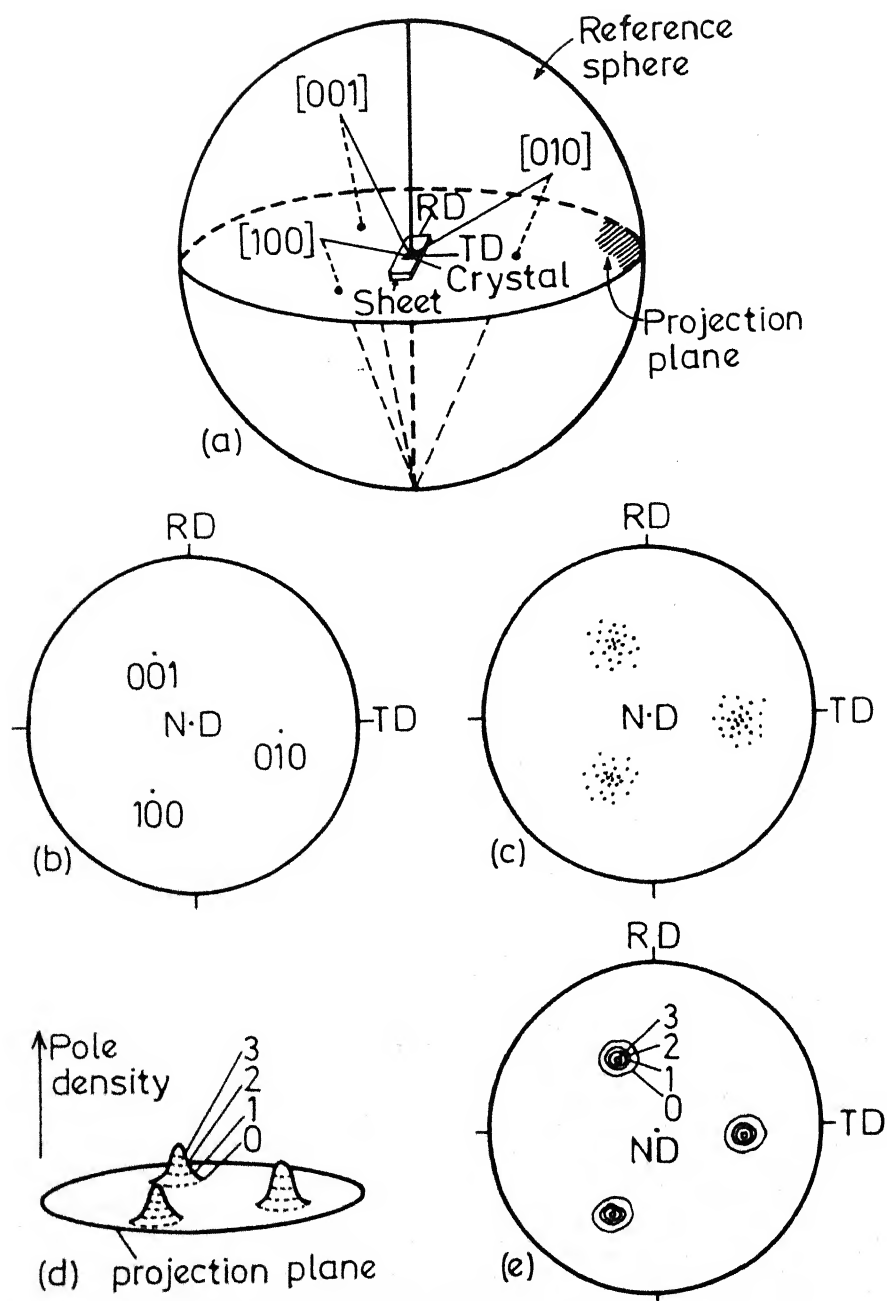 Reference
sphere
[001]
[010]
RD
[100]
TD
Crystal
Sheet
Projection
plane
(a)
RD
001
N·D
TD
010
100
(b)
RD
N·D
TD
(c)
Pole
density
3
2
1
0
(d) projection plane
R.D
3
2
1
0
TD
ND
(e)